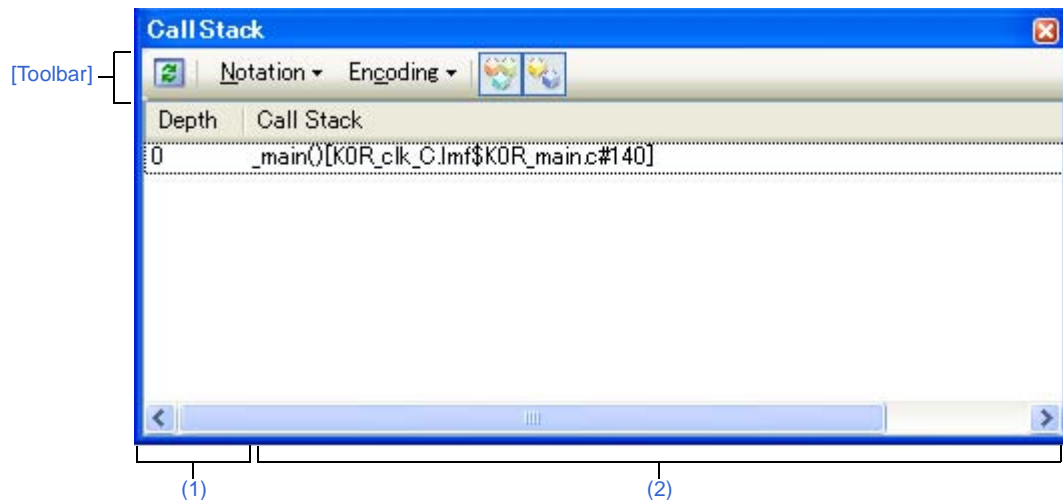 Call Stack
[Toolbar]
Notation Encoding
Depth Call Stack
0 _main()[K0R_clk_C.lmf$K0R_main.c#140]
(1) (2)